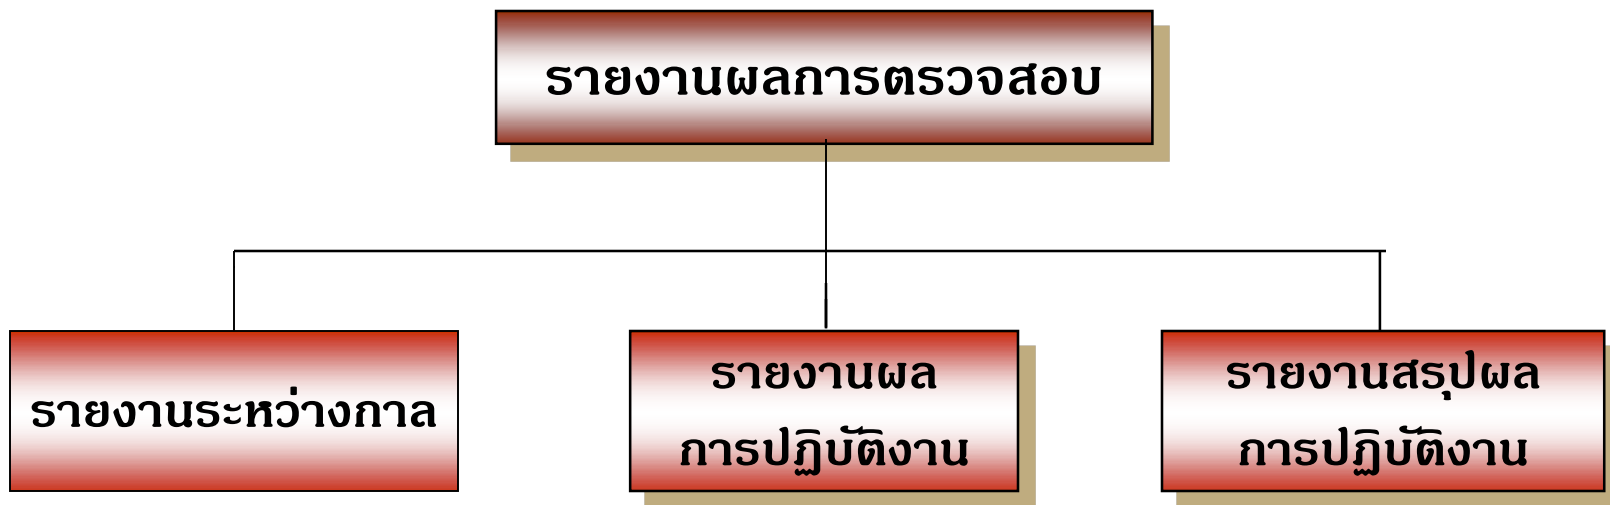 รายงานผลการตรวจสอบ
รายงานระหว่างกาล
รายงานผล
การปฏิบัติงาน
รายงานสรุปผล
การปฏิบัติงาน